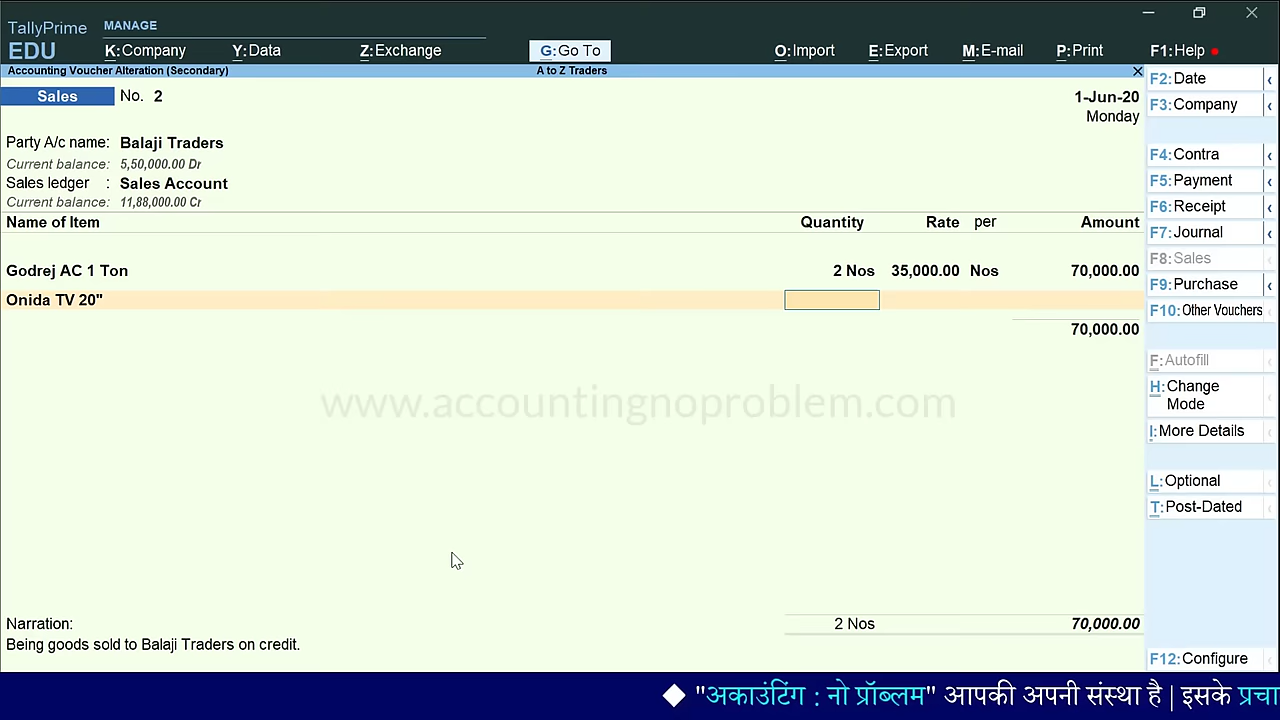 TallyPrime MANAGE
EDU K:Company Y:Data Z:Exchange G:Go To O:Import E:Export M:E-mail P:Print F1:Help
Accounting Voucher Alteration (Secondary) A to Z Traders
Sales No. 2 1-Jun-20
Monday
Party A/c name: Balaji Traders
Current balance: 5,50,000.00 Dr
Sales ledger : Sales Account
Current balance: 11,88,000.00 Cr
Name of Item Quantity Rate per Amount
Godrej AC 1 Ton 2 Nos 35,000.00 Nos 70,000.00
Onida TV 20"
70,000.00
www.accountingnoproblem.com
Narration: 2 Nos 70,000.00
Being goods sold to Balaji Traders on credit.
F2:Date
F3:Company
F4:Contra
F5:Payment
F6:Receipt
F7:Journal
F8:Sales
F9:Purchase
F10:Other Vouchers
F:Autofill
H:Change
Mode
I:More Details
L:Optional
T:Post-Dated
F12:Configure
◆ "अकाउंटिंग : नो प्रॉब्लम" आपकी अपनी संस्था है | इसके प्रचा